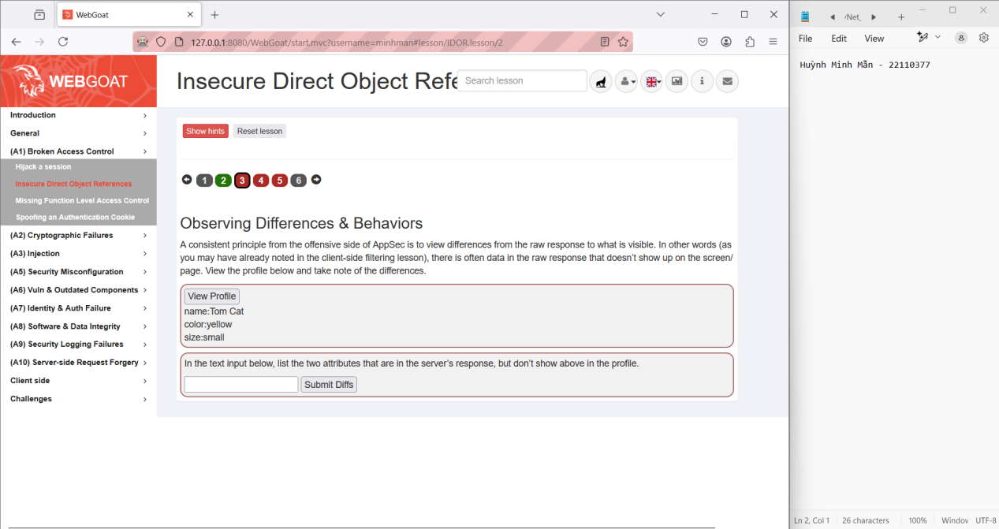 WebGoat
127.0.0.1:8080/WebGoat/start.mvc?username=minhman#lesson/IDOR.lesson/2
WEBGOAT
Insecure Direct Object Refe
Search lesson
Introduction
General
(A1) Broken Access Control
Hijack a session
Insecure Direct Object References
Missing Function Level Access Control
Spoofing an Authentication Cookie
(A2) Cryptographic Failures
(A3) Injection
(A5) Security Misconfiguration
(A6) Vuln & Outdated Components
(A7) Identity & Auth Failure
(A8) Software & Data Integrity
(A9) Security Logging Failures
(A10) Server-side Request Forgery
Client side
Challenges
Show hints Reset lesson
1 2 3 4 5 6
Observing Differences & Behaviors
A consistent principle from the offensive side of AppSec is to view differences from the raw response to what is visible. In other words (as
you may have already noted in the client-side filtering lesson), there is often data in the raw response that doesn't show up on the screen/
page. View the profile below and take note of the differences.
View Profile
name:Tom Cat
color:yellow
size:small
In the text input below, list the two attributes that are in the server's response, but don't show above in the profile.
Submit Diffs
Net
File Edit View
Huỳnh Minh Mẫn - 22110377
Ln 2, Col 1 26 characters 100% Window UTF-8